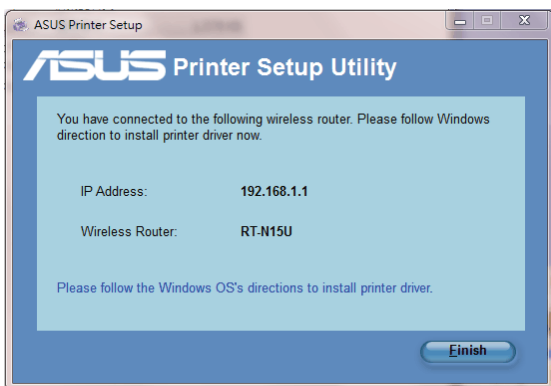 ASUS Printer Setup
ASUS Printer Setup Utility
You have connected to the following wireless router. Please follow Windows
direction to install printer driver now.
IP Address: 192.168.1.1
Wireless Router: RT-N15U
Please follow the Windows OS's directions to install printer driver.
Finish